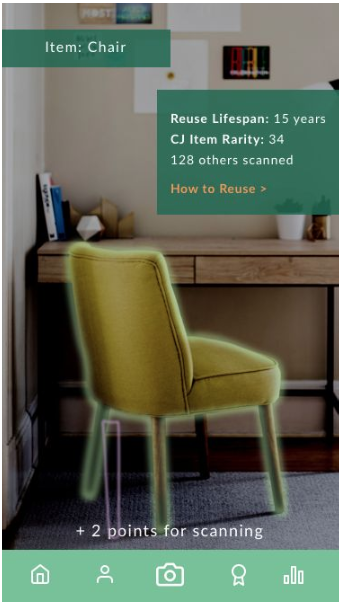 MOST
Item: Chair
Reuse Lifespan: 15 years
CJ Item Rarity: 34
128 others scanned
How to Reuse >
+ 2 points for scanning